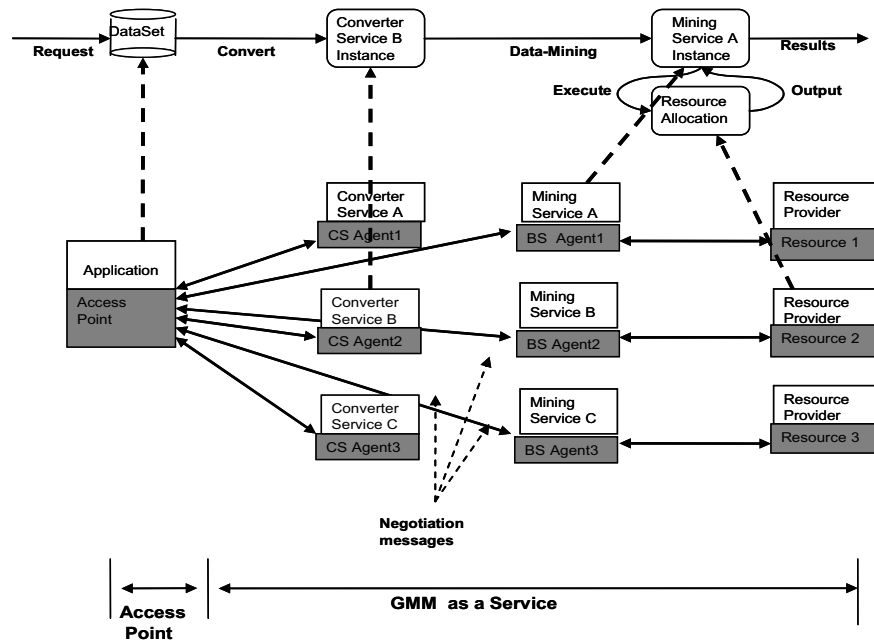 DataSet
Converter
Service B
Instance
Mining
Service A
Instance
Request
Convert
Data-Mining
Results
Execute
Output
Resource
Allocation
Converter
Service A
CS Agent1
Mining
Service A
BS Agent1
Resource
Provider
Resource 1
Application
Access
Point
Converter
Service B
CS Agent2
Mining
Service B
BS Agent2
Resource
Provider
Resource 2
Converter
Service C
CS Agent3
Mining
Service C
BS Agent3
Resource
Provider
Resource 3
Negotiation
messages
Access
Point
GMM as a Service